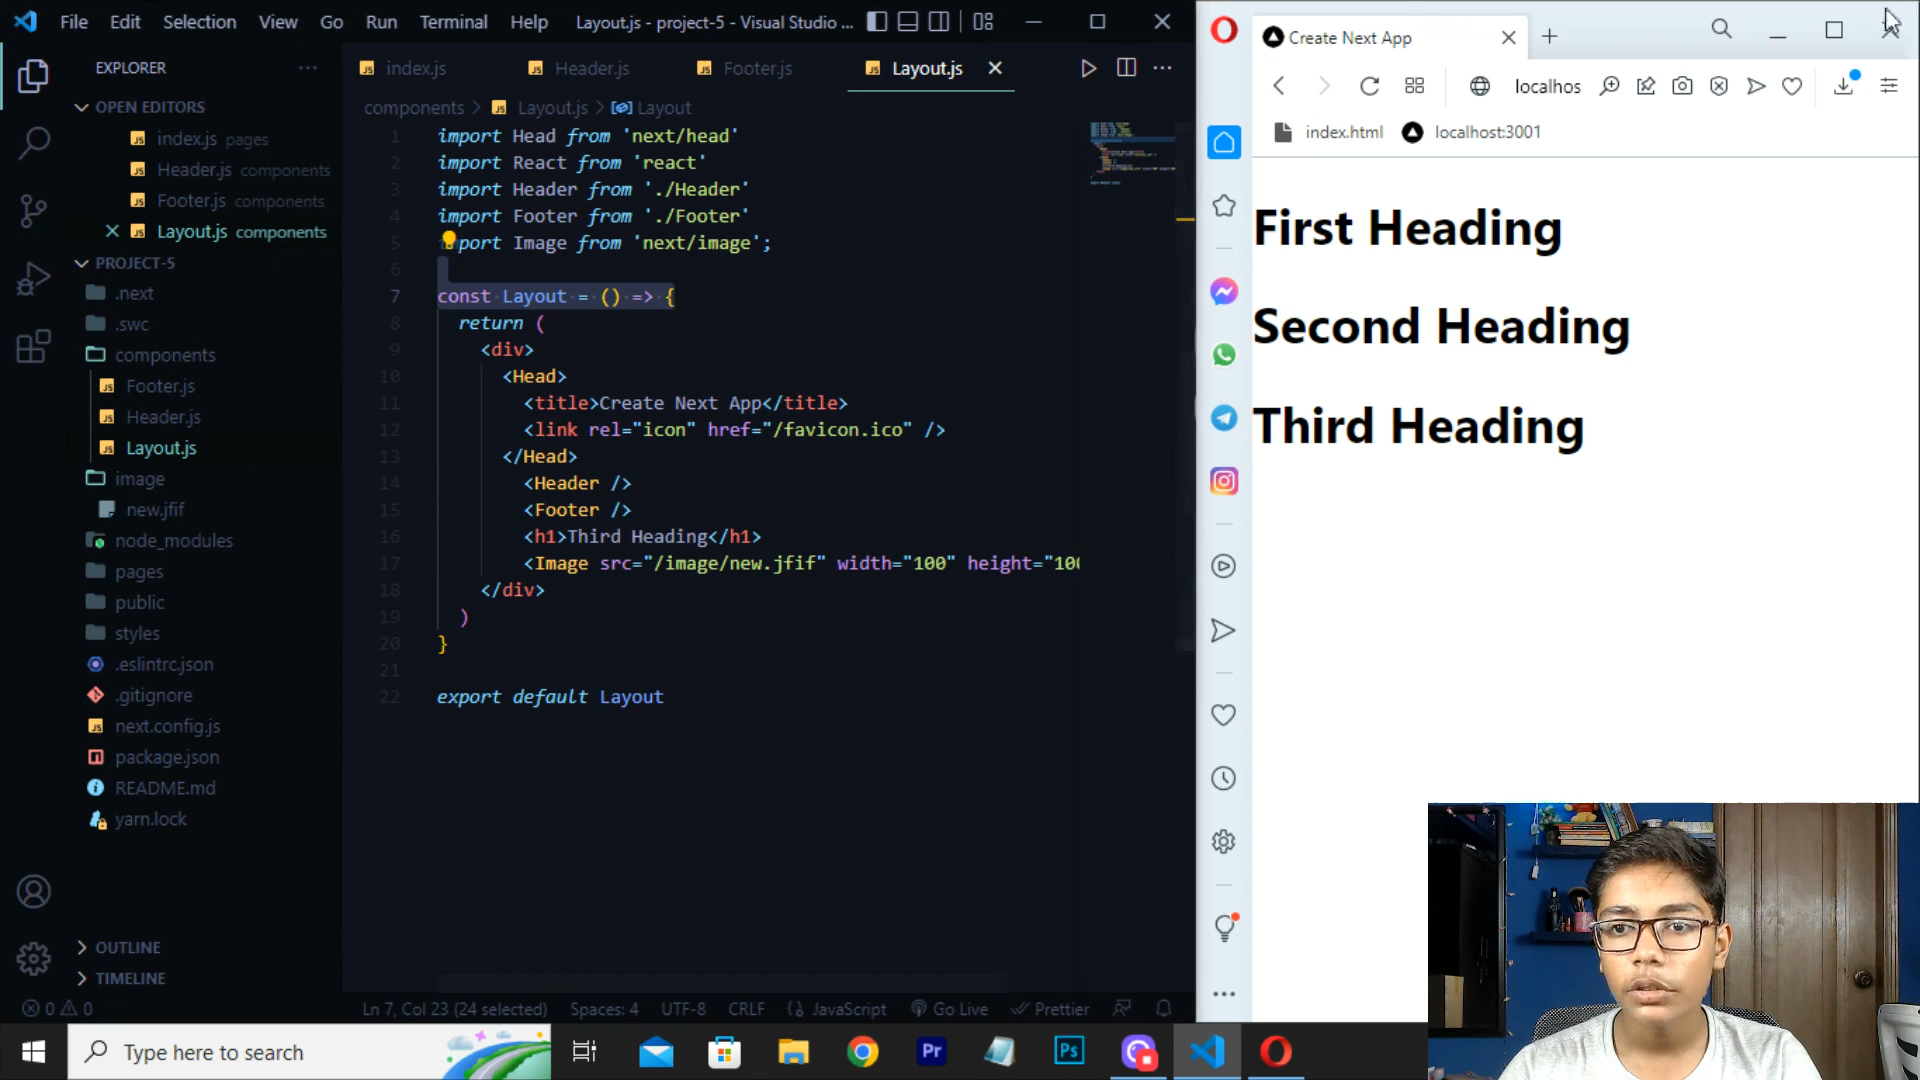 File Edit Selection View Go Run Terminal Help Layout.js - project-5 - Visual Studio ...
EXPLORER
OPEN EDITORS
index.js pages
Header.js components
Footer.js components
Layout.js components
PROJECT-5
.next
.swc
components
Footer.js
Header.js
Layout.js
image
new.jfif
node_modules
pages
public
styles
.eslintrc.json
.gitignore
next.config.js
package.json
README.md
yarn.lock
OUTLINE
TIMELINE
index.js Header.js Footer.js Layout.js
components > Layout.js > Layout
1 import Head from 'next/head'
2 import React from 'react'
3 import Header from './Header'
4 import Footer from './Footer'
5 import Image from 'next/image';
6
7 const Layout = () => {
8 return (
9 <div>
10 <Head>
11 <title>Create Next App</title>
12 <link rel="icon" href="/favicon.ico" />
13 </Head>
14 <Header />
15 <Footer />
16 <h1>Third Heading</h1>
17 <Image src="/image/new.jfif" width="100" height="100
18 </div>
19 )
20 }
21
22 export default Layout
0 0 Ln 7, Col 23 (24 selected) Spaces: 4 UTF-8 CRLF {} JavaScript Go Live Prettier
Create Next App
localhos
index.html localhost:3001
First Heading
Second Heading
Third Heading
Type here to search
Pr
Ps